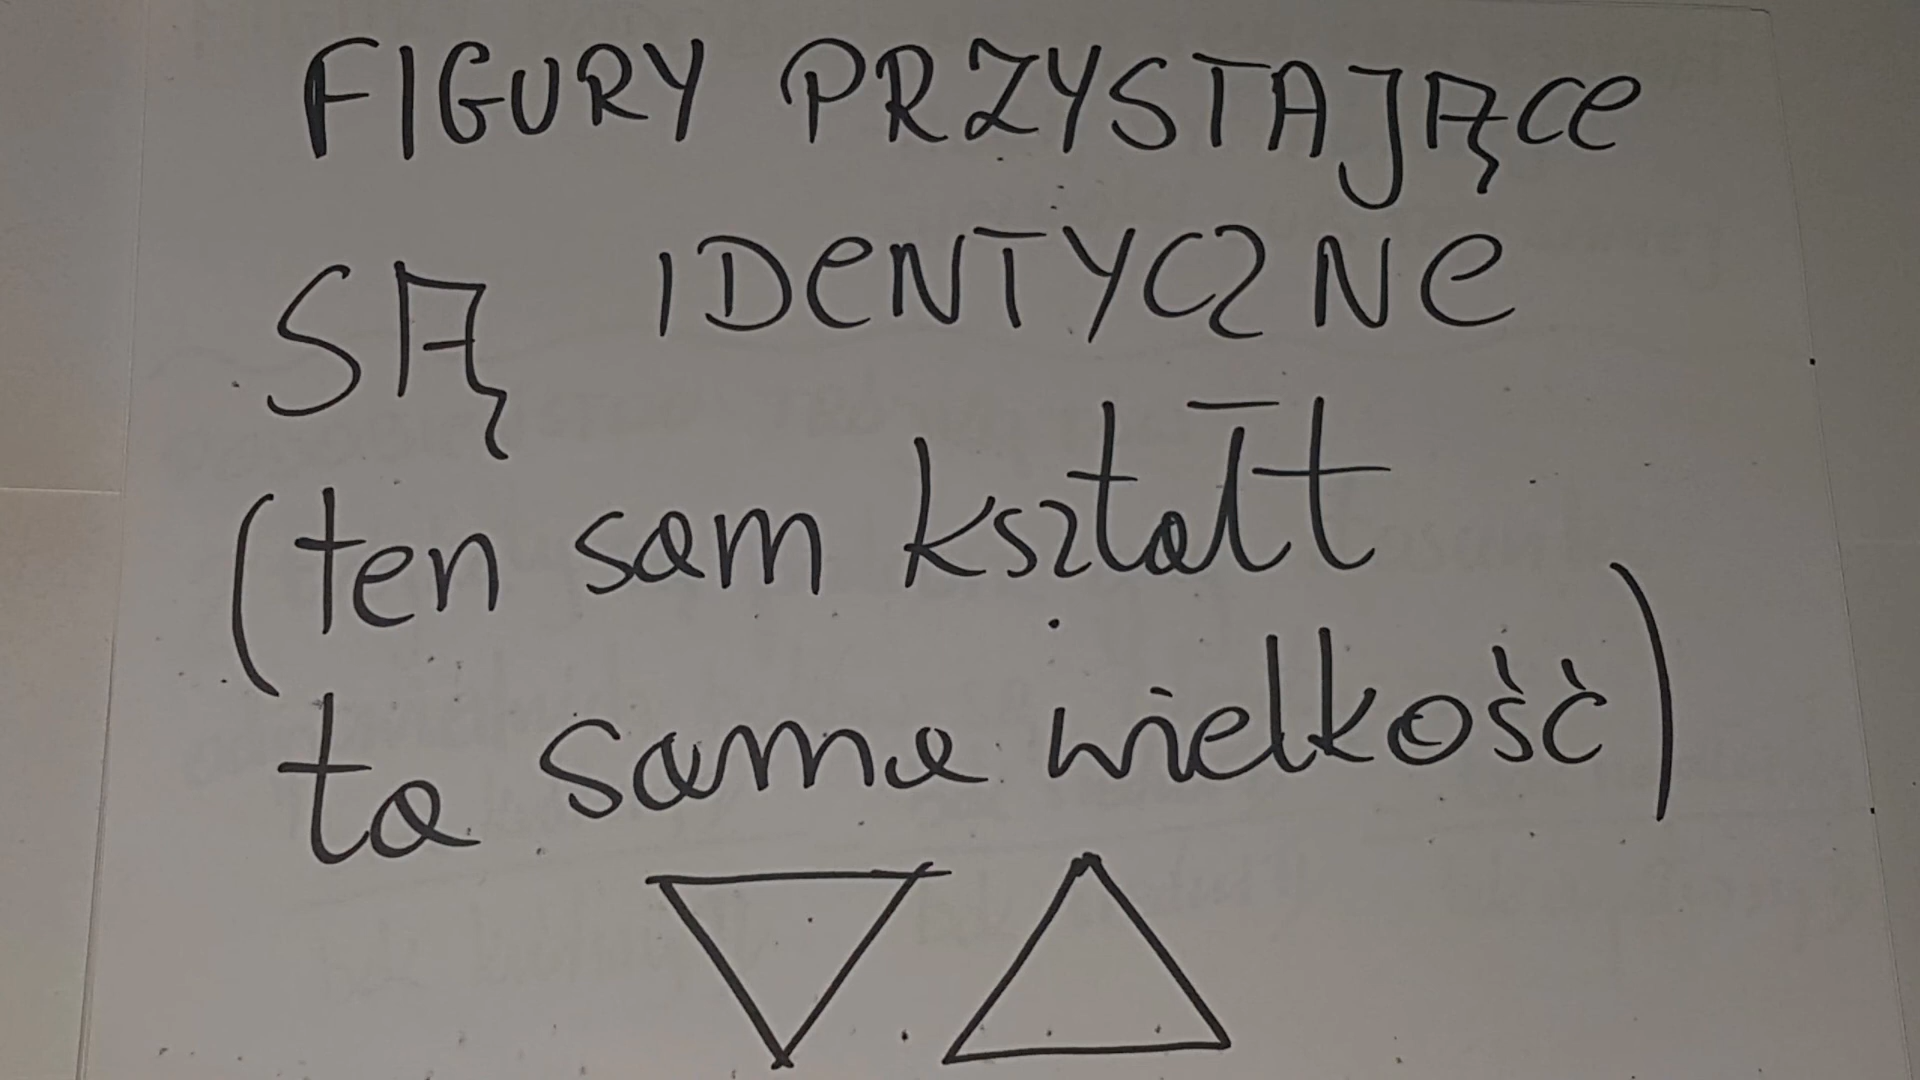 FIGURY PRZYSTAJĄCe
SĄ IDeNTYCZNe
(ten sam kształt
ta sama wielkość)